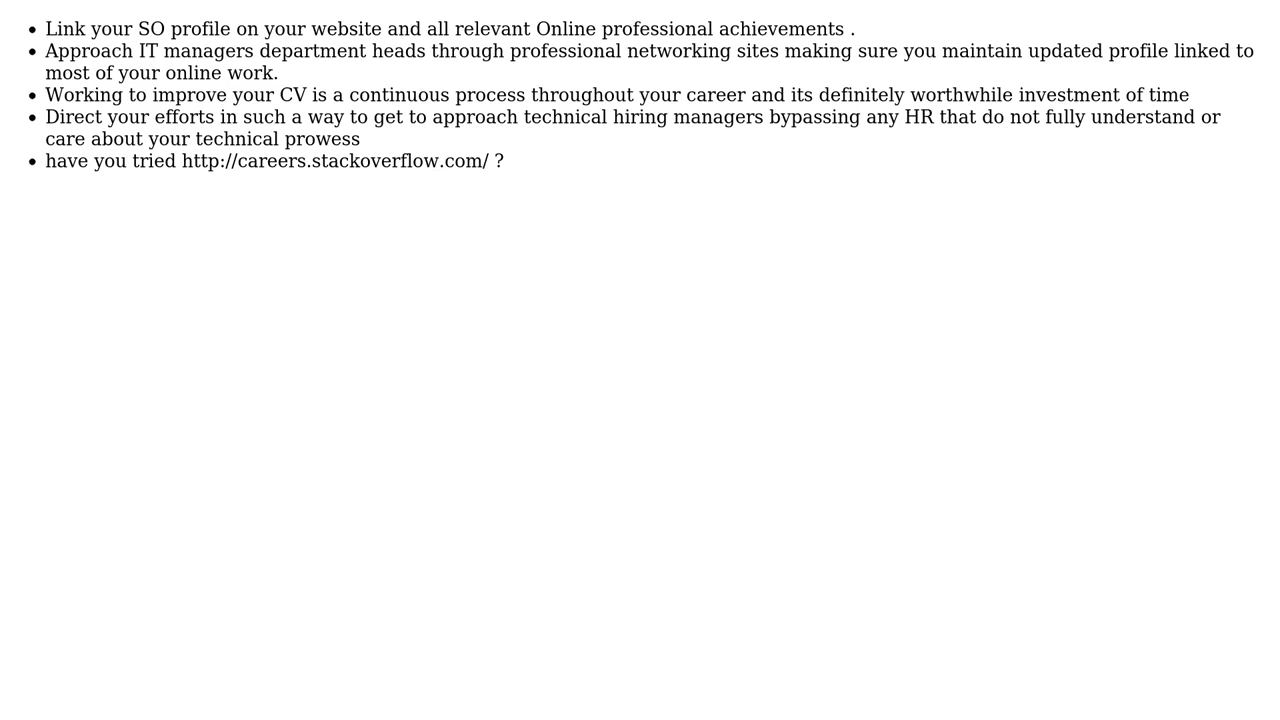 Link your SO profile on your website and all relevant Online professional achievements .
Approach IT managers department heads through professional networking sites making sure you maintain updated profile linked to
most of your online work.
Working to improve your CV is a continuous process throughout your career and its definitely worthwhile investment of time
Direct your efforts in such a way to get to approach technical hiring managers bypassing any HR that do not fully understand or
care about your technical prowess
have you tried http://careers.stackoverflow.com/ ?